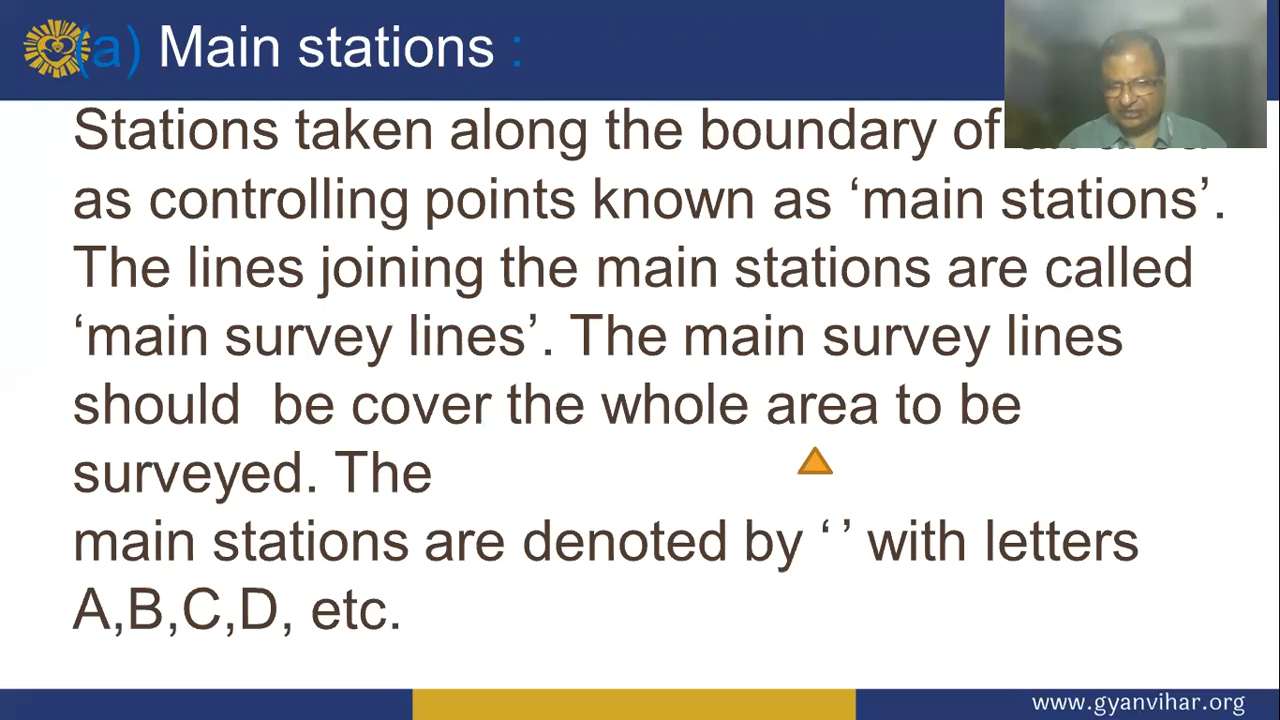 (a) Main stations :
Stations taken along the boundary of
as controlling points known as ‘main stations’.
The lines joining the main stations are called
‘main survey lines’. The main survey lines
should be cover the whole area to be
surveyed. The
main stations are denoted by ‘ ’ with letters
A,B,C,D, etc.
www.gyanvihar.org